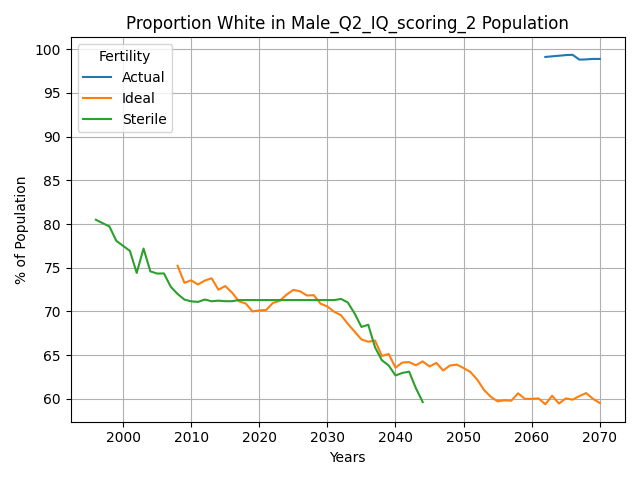 Proportion White in Male_Q2_IQ_scoring_2 Population
Fertility
Actual
Ideal
Sterile
% of Population
100
95
90
85
80
75
70
65
60
2000
2010
2020
2030
2040
2050
2060
2070
Years